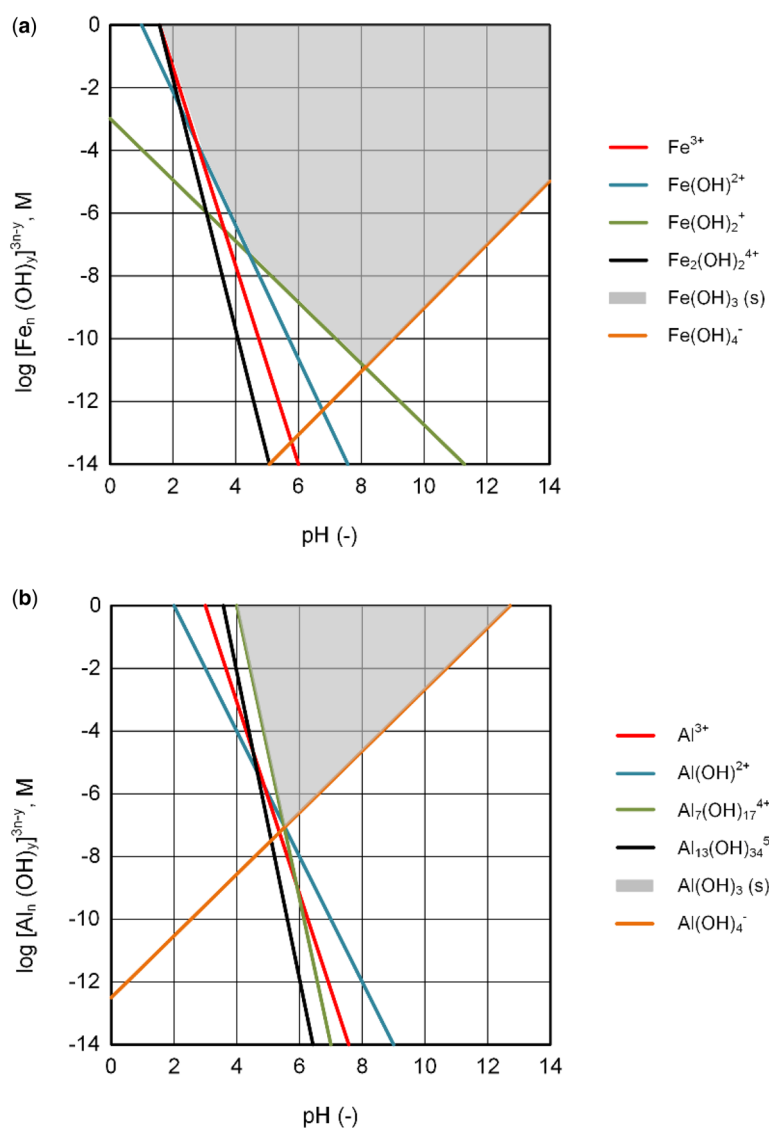 (a)
0
-2
-4
-6
-8
-10
-12
-14
log [Feₙ (OH)ᵧ]³ⁿ⁻ʸ, M
0 2 4 6 8 10 12 14
pH (-)
Fe³⁺
Fe(OH)²⁺
Fe(OH)₂⁺
Fe₂(OH)₂⁴⁺
Fe(OH)₃ (s)
Fe(OH)₄⁻
(b)
0
-2
-4
-6
-8
-10
-12
-14
log [Alₙ (OH)ᵧ]³ⁿ⁻ʸ, M
0 2 4 6 8 10 12 14
pH (-)
Al³⁺
Al(OH)²⁺
Al₇(OH)₁₇⁴⁺
Al₁₃(OH)₃₄⁵
Al(OH)₃ (s)
Al(OH)₄⁻